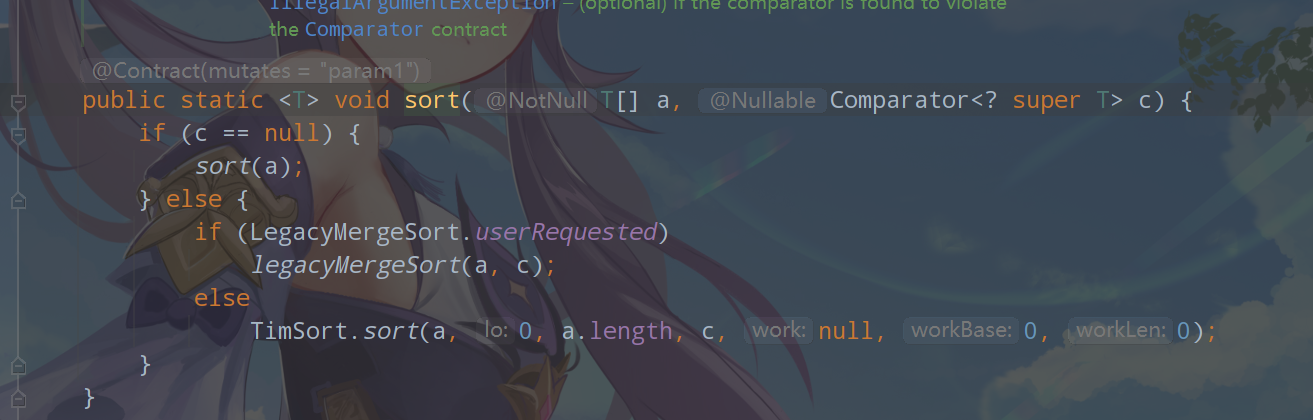 IllegalArgumentException – (optional) if the comparator is found to violate
the Comparator contract
@Contract(mutates = "param1")
public static <T> void sort( @NotNull T[] a, @Nullable Comparator<? super T> c) {
if (c == null) {
sort(a);
} else {
if (LegacyMergeSort.userRequested)
legacyMergeSort(a, c);
else
TimSort.sort(a, lo: 0, a.length, c, work: null, workBase: 0, workLen: 0);
}
}